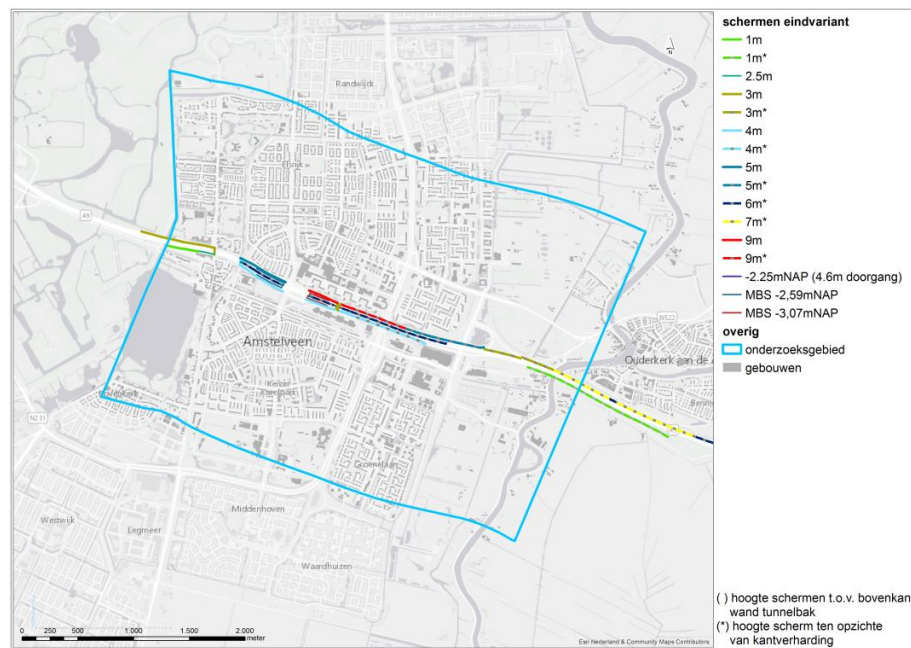 schermen eindvariant
1m
1m*
2.5m
3m
3m*
4m
4m*
5m
5m*
6m*
7m*
9m
9m*
-2.25mNAP (4.6m doorgang)
MBS -2,59mNAP
MBS -3,07mNAP
overig
onderzoeksgebied
gebouwen
( ) hoogte schermen t.o.v. bovenkan
wand tunnelbak
(*) hoogte scherm ten opzichte
van kantverharding
Randwijck
Elsrijk
A9
N522
Amstelveen
Ouderkerk aan de A
Keizer
Karelpark
Bovenkerk
N231
Groenelaan
Middenhoven
Westwijk
Legmeer
Waardhuizen
0 250 500 1.000 1.500 2.000
meter
Esri Nederland & Community Maps Contributors